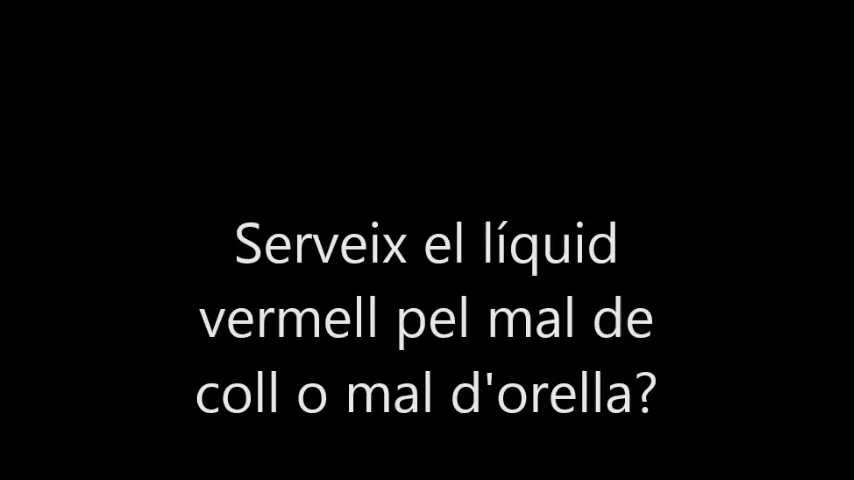 Serveix el líquid
vermell pel mal de
coll o mal d'orella?